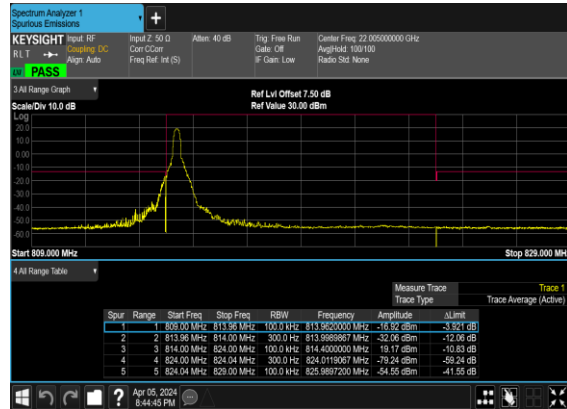 Spectrum Analyzer 1
Spurious Emissions
+
KEYSIGHT Input: RF Input Z: 50 Ω Atten: 40 dB Trig: Free Run Center Freq: 22.005000000 GHz
RLT Coupling: DC Corr CCorr Gate: Off Avg|Hold: 100/100
Align: Auto Freq Ref: Int (S) IF Gain: Low Radio Std: None
PASS
3 All Range Graph
Ref Lvl Offset 7.50 dB
Scale/Div 10.0 dB Ref Value 30.00 dBm
Log
20.0
10.0
0.00
-10.0
-20.0
-30.0
-40.0
-50.0
-60.0
Start 809.000 MHz Stop 829.000 MH
4 All Range Table
Measure Trace Trace 1
Trace Type Trace Average (Active)
Spur Range Start Freq Stop Freq RBW Frequency Amplitude ΔLimit
1 1 809.00 MHz 813.96 MHz 100.0 kHz 813.9620000 MHz -16.92 dBm -3.921 dB
2 2 813.96 MHz 814.00 MHz 300.0 Hz 813.9989867 MHz -32.06 dBm -12.06 dB
3 3 814.00 MHz 824.00 MHz 100.0 kHz 814.4000000 MHz 19.17 dBm -10.83 dB
4 4 824.00 MHz 824.04 MHz 300.0 Hz 824.0119067 MHz -79.24 dBm -59.24 dB
5 5 824.04 MHz 829.00 MHz 100.0 kHz 825.9897200 MHz -54.55 dBm -41.55 dB
? Apr 05, 2024
8:44:45 PM